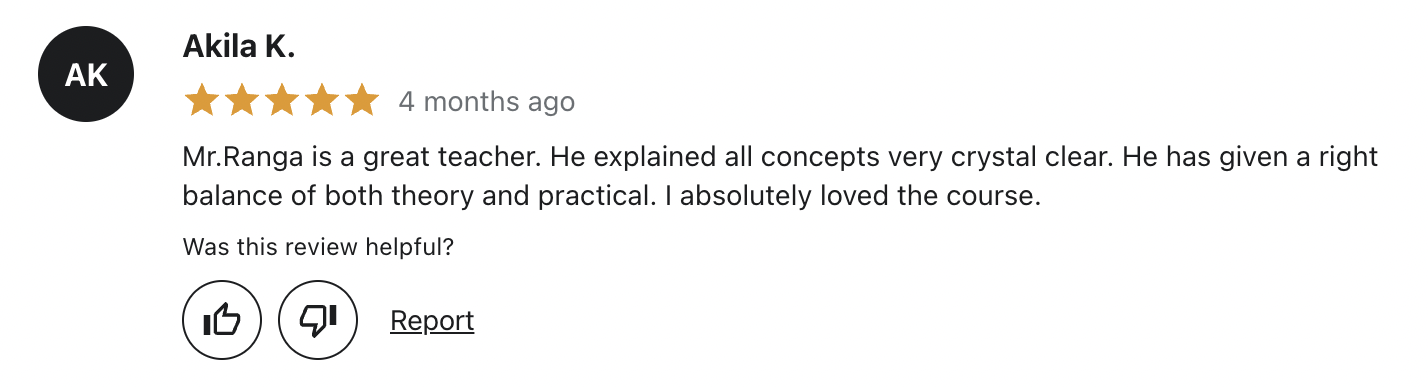 AK
Akila K.
4 months ago
Mr.Ranga is a great teacher. He explained all concepts very crystal clear. He has given a right
balance of both theory and practical. I absolutely loved the course.
Was this review helpful?
Report